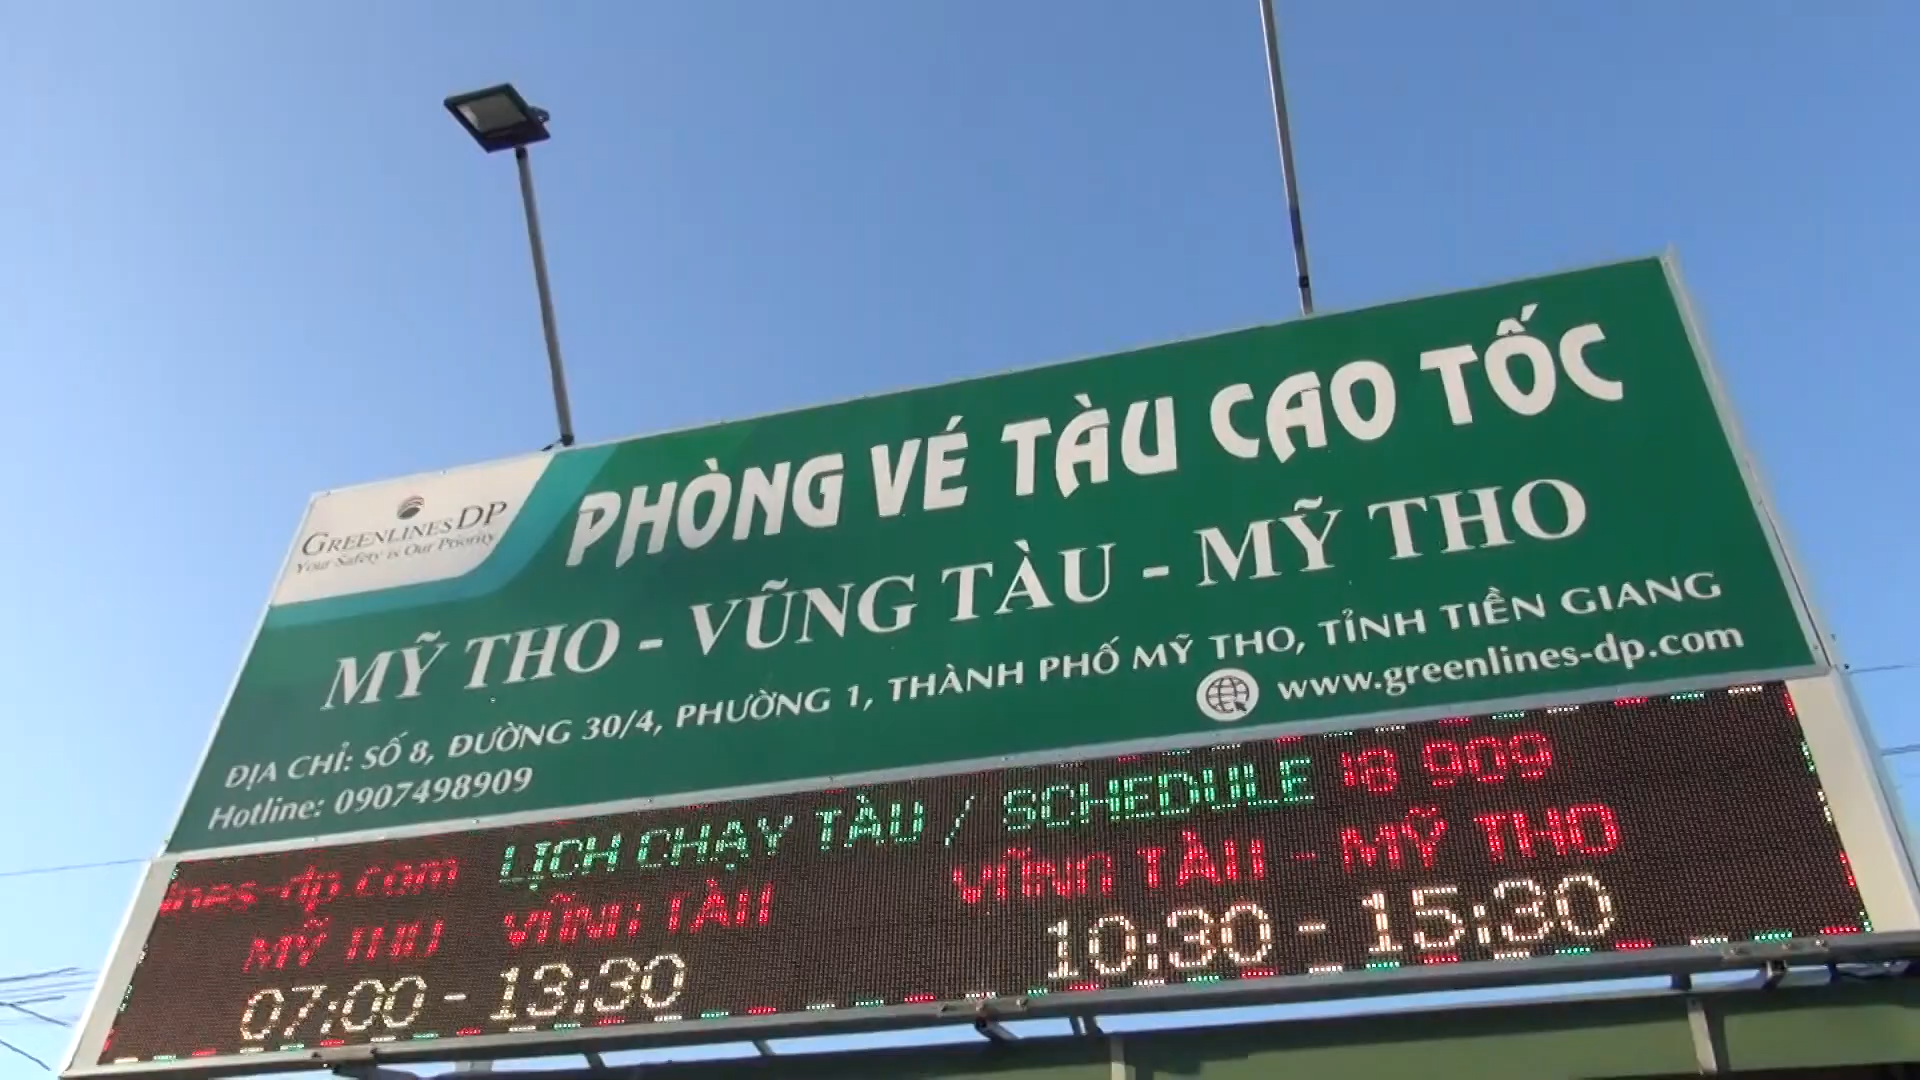 GREENLINES DP
Your Safety is Our Priority
PHÒNG VÉ TÀU CAO TỐC
MỸ THO - VŨNG TÀU - MỸ THO
ĐỊA CHỈ: SỐ 8, ĐƯỜNG 30/4, PHƯỜNG 1, THÀNH PHỐ MỸ THO, TỈNH TIỀN GIANG
Hotline: 0907498909
www.greenlines-dp.com
ines-dp.com LỊCH CHẠY TÀU / SCHEDULE 98 909
MỸ THO VŨNG TÀU VŨNG TÀU - MỸ THO
07:00 - 13:30 10:30 - 15:30